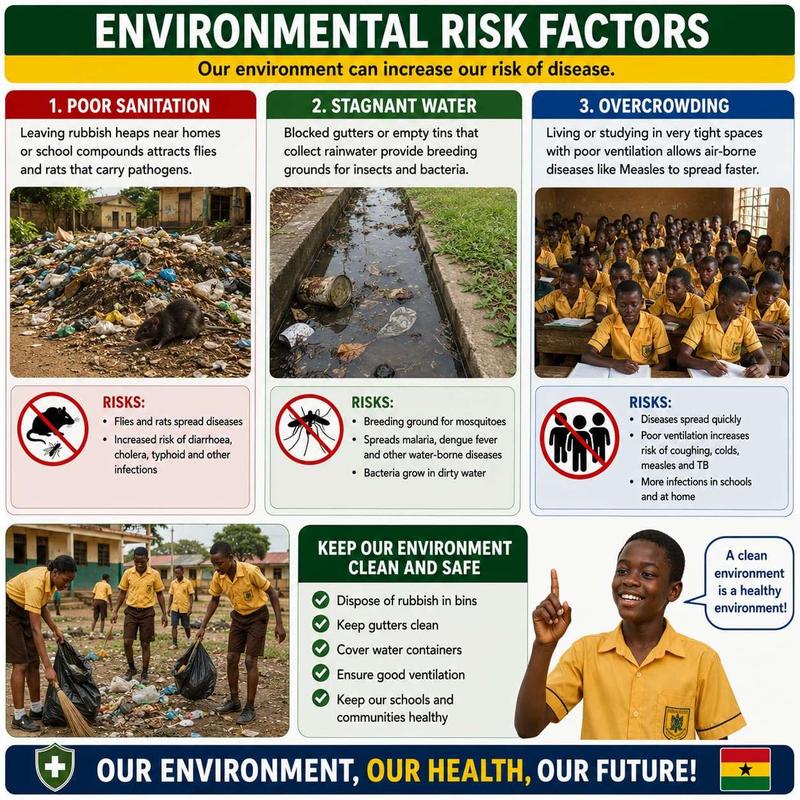 ENVIRONMENTAL RISK FACTORS
Our environment can increase our risk of disease.
1. POOR SANITATION
Leaving rubbish heaps near homes
or school compounds attracts flies
and rats that carry pathogens.
RISKS:
• Flies and rats spread diseases
• Increased risk of diarrhoea,
cholera, typhoid and other
infections
2. STAGNANT WATER
Blocked gutters or empty tins that
collect rainwater provide breeding
grounds for insects and bacteria.
RISKS:
• Breeding ground for mosquitoes
• Spreads malaria, dengue fever
and other water-borne diseases
• Bacteria grow in dirty water
3. OVERCROWDING
Living or studying in very tight spaces
with poor ventilation allows air-borne
diseases like Measles to spread faster.
RISKS:
• Diseases spread quickly
• Poor ventilation increases
risk of coughing, colds,
measles and TB
• More infections in schools
and at home
KEEP OUR ENVIRONMENT
CLEAN AND SAFE
Dispose of rubbish in bins
Keep gutters clean
Cover water containers
Ensure good ventilation
Keep our schools and
communities healthy
A clean
environment
is a healthy
environment!
OUR ENVIRONMENT, OUR HEALTH, OUR FUTURE!